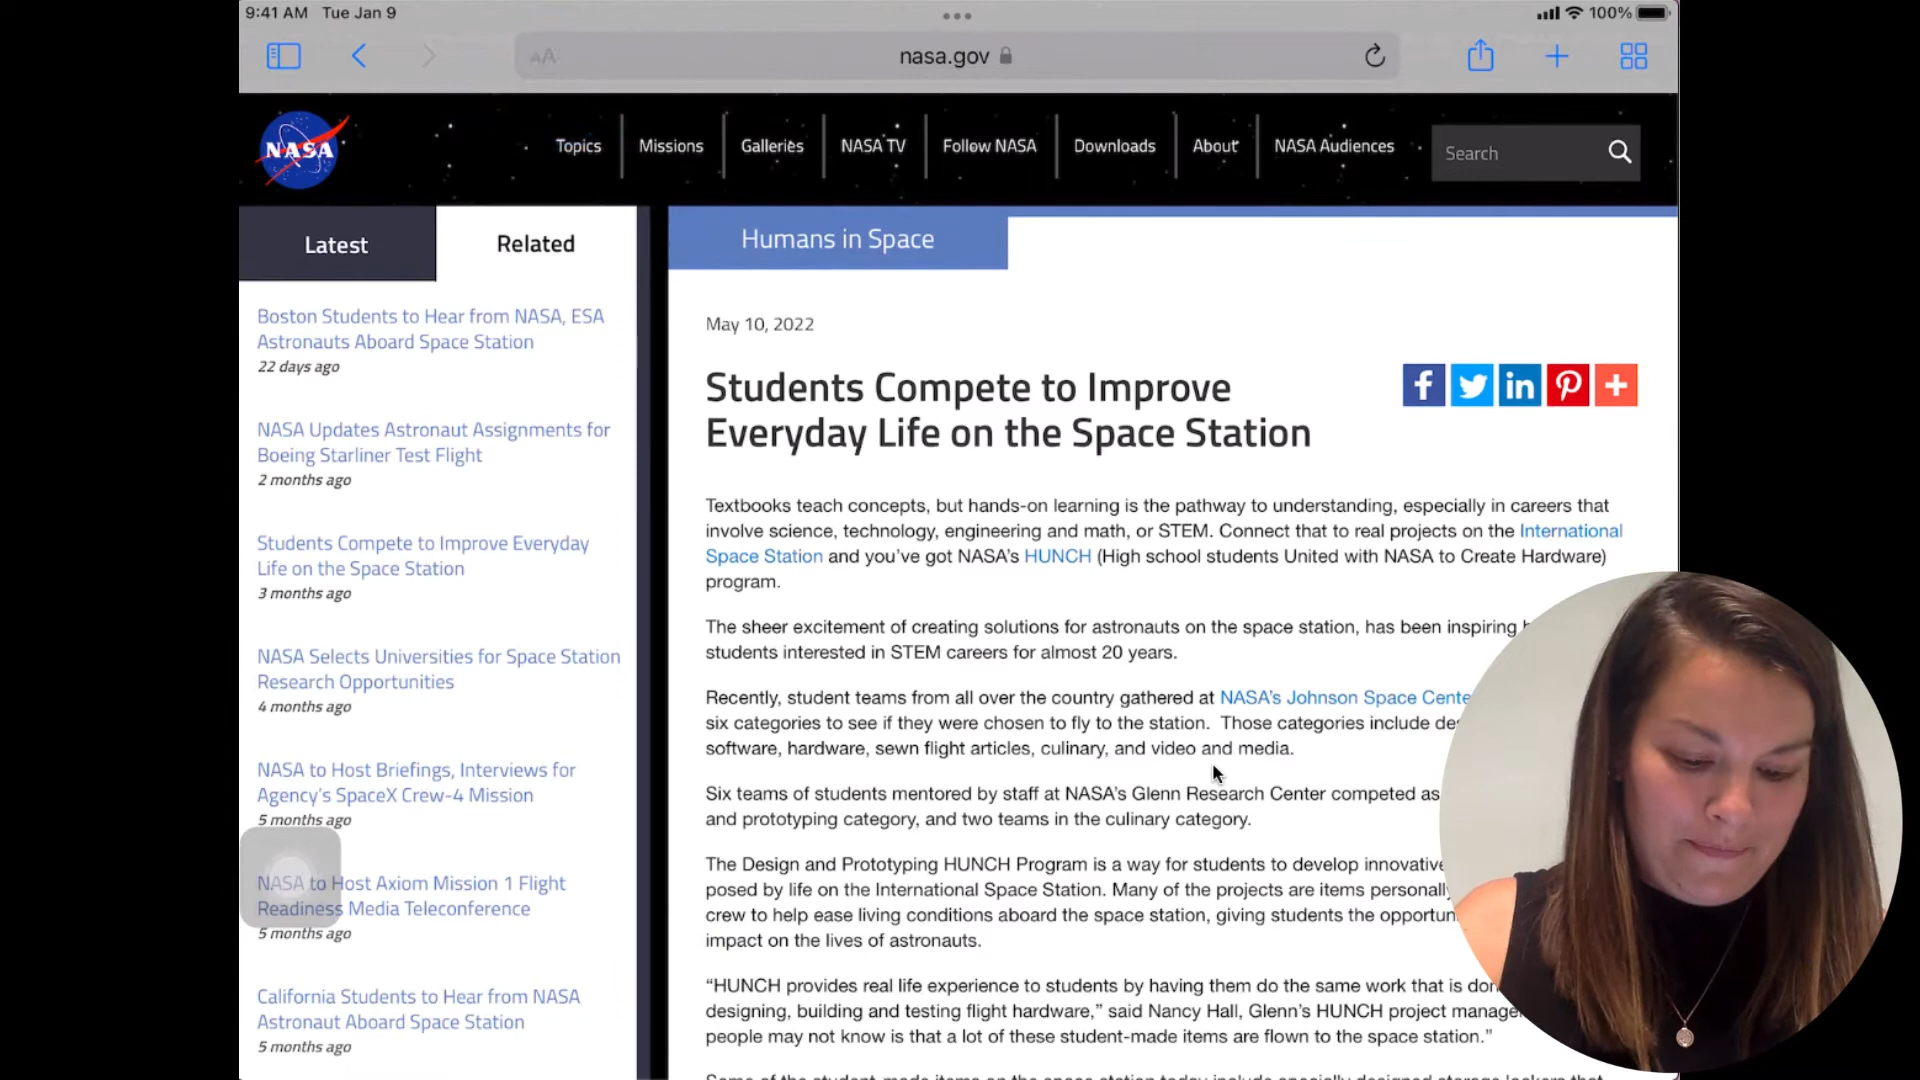 9:41 AM Tue Jan 9
100%
AA
nasa.gov
NASA
Topics
Missions
Galleries
NASA TV
Follow NASA
Downloads
About
NASA Audiences
Search
Latest
Related
Boston Students to Hear from NASA, ESA
Astronauts Aboard Space Station
22 days ago
NASA Updates Astronaut Assignments for
Boeing Starliner Test Flight
2 months ago
Students Compete to Improve Everyday
Life on the Space Station
3 months ago
NASA Selects Universities for Space Station
Research Opportunities
4 months ago
NASA to Host Briefings, Interviews for
Agency's SpaceX Crew-4 Mission
5 months ago
NASA to Host Axiom Mission 1 Flight
Readiness Media Teleconference
5 months ago
California Students to Hear from NASA
Astronaut Aboard Space Station
5 months ago
Humans in Space
May 10, 2022
Students Compete to Improve
Everyday Life on the Space Station
Textbooks teach concepts, but hands-on learning is the pathway to understanding, especially in careers that
involve science, technology, engineering and math, or STEM. Connect that to real projects on the International
Space Station and you've got NASA's HUNCH (High school students United with NASA to Create Hardware)
program.
The sheer excitement of creating solutions for astronauts on the space station, has been inspiring
students interested in STEM careers for almost 20 years.
Recently, student teams from all over the country gathered at NASA's Johnson Space Cente
six categories to see if they were chosen to fly to the station. Those categories include de
software, hardware, sewn flight articles, culinary, and video and media.
Six teams of students mentored by staff at NASA's Glenn Research Center competed as
and prototyping category, and two teams in the culinary category.
The Design and Prototyping HUNCH Program is a way for students to develop innovative
posed by life on the International Space Station. Many of the projects are items personally
crew to help ease living conditions aboard the space station, giving students the opportun
impact on the lives of astronauts.
“HUNCH provides real life experience to students by having them do the same work that is don
designing, building and testing flight hardware,” said Nancy Hall, Glenn's HUNCH project manage
people may not know is that a lot of these student-made items are flown to the space station.”